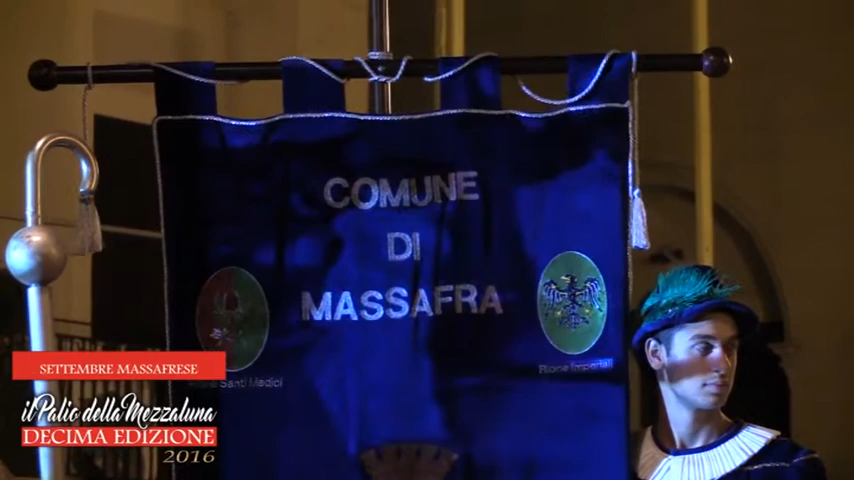 COMUNE
DI
MASSAFRA
Rione Santi Medici
Rione Imperiali
SETTEMBRE MASSAFRESE
il Palio della Mezzaluna
DECIMA EDIZIONE
2016